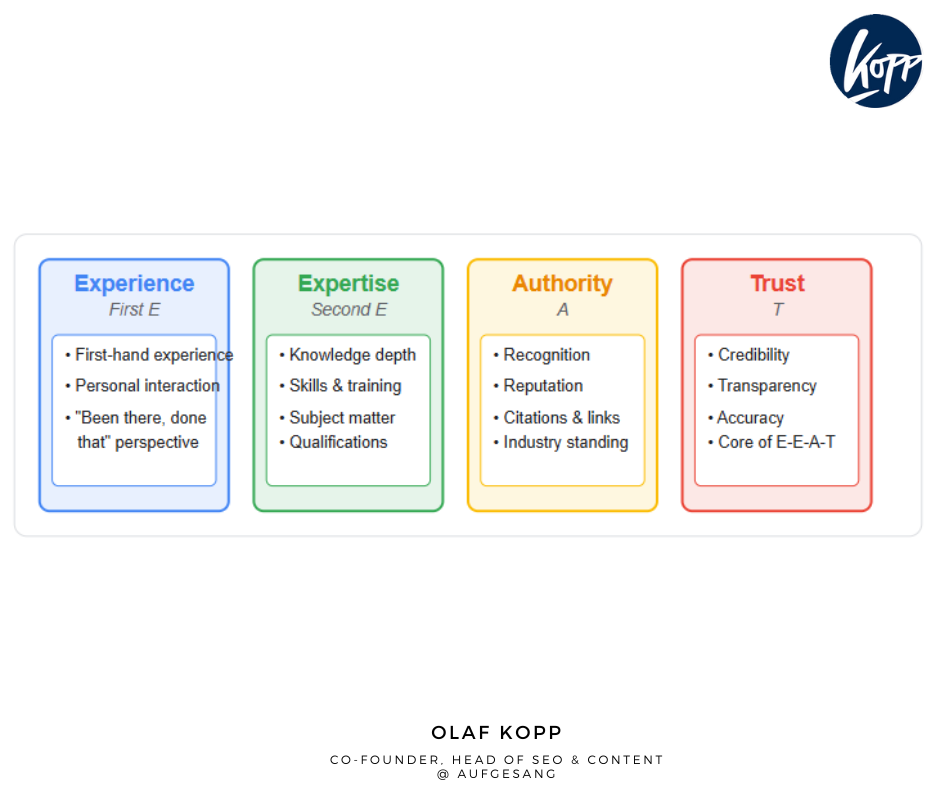 Kopp
Experience
First E
• First-hand experience
• Personal interaction
• "Been there, done
that" perspective
Expertise
Second E
• Knowledge depth
• Skills & training
• Subject matter
• Qualifications
Authority
A
• Recognition
• Reputation
• Citations & links
• Industry standing
Trust
T
• Credibility
• Transparency
• Accuracy
• Core of E-E-A-T
OLAF KOPP
CO-FOUNDER, HEAD OF SEO & CONTENT
@ AUFGESANG